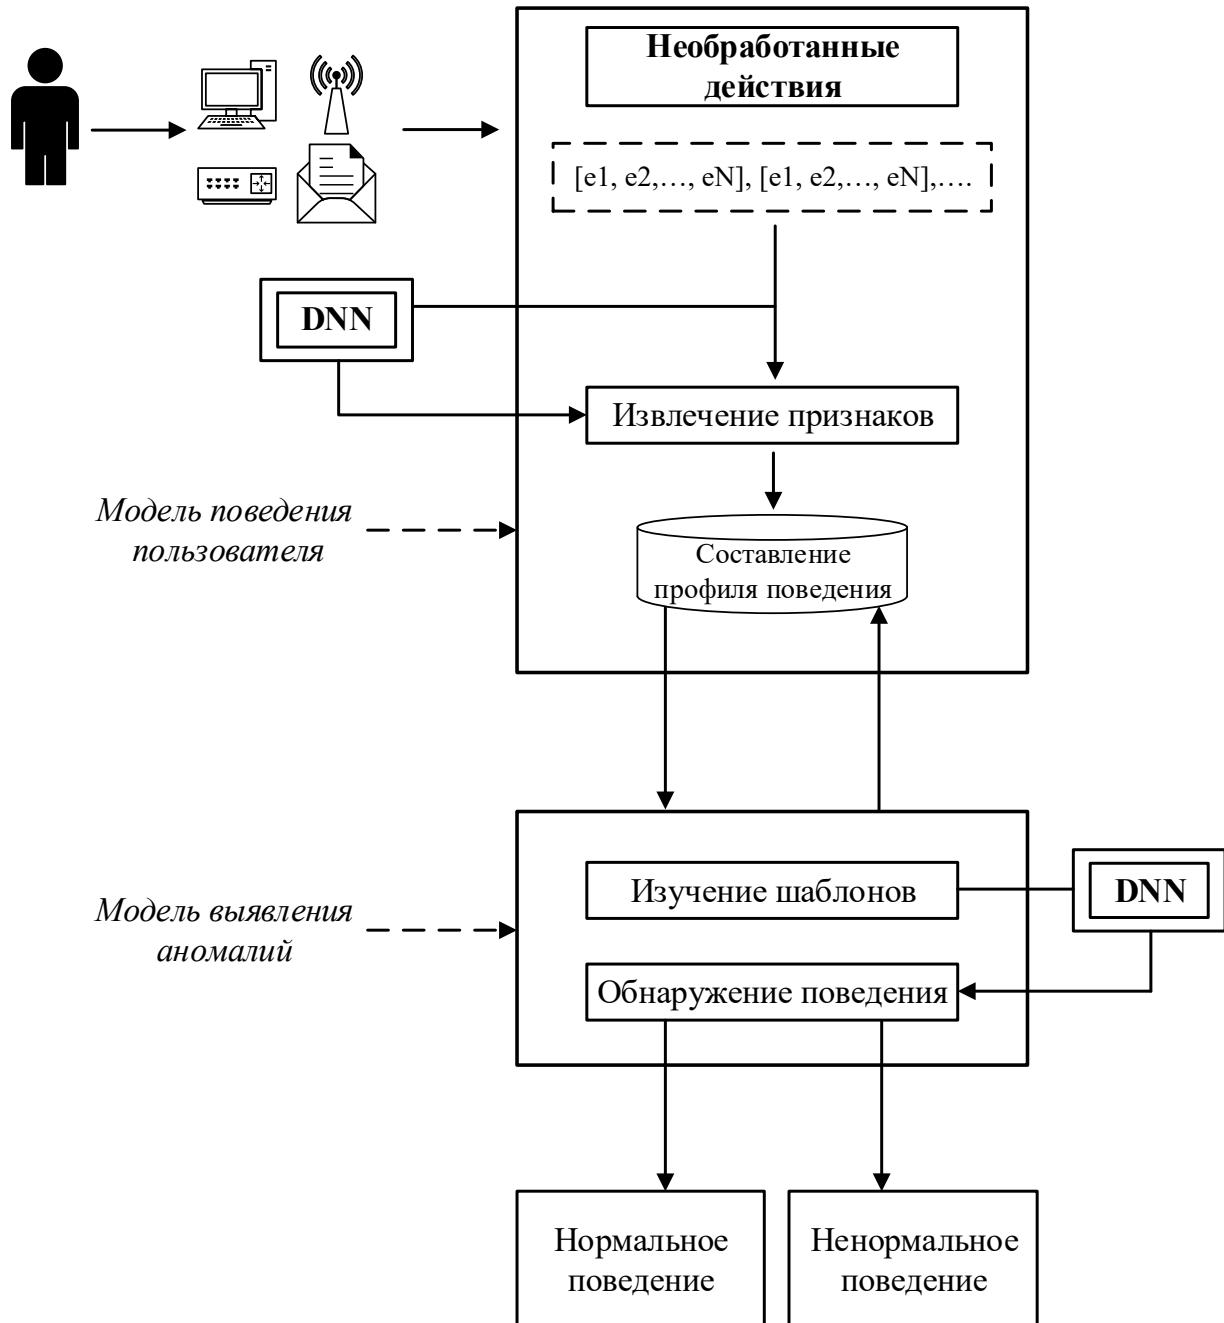 Необработанные
действия
[e1, e2,…, eN], [e1, e2,…, eN],….
DNN
Извлечение признаков
Модель поведения
пользователя
Составление
профиля поведения
Изучение шаблонов
DNN
Модель выявления
аномалий
Обнаружение поведения
Нормальное
поведение
Ненормальное
поведение